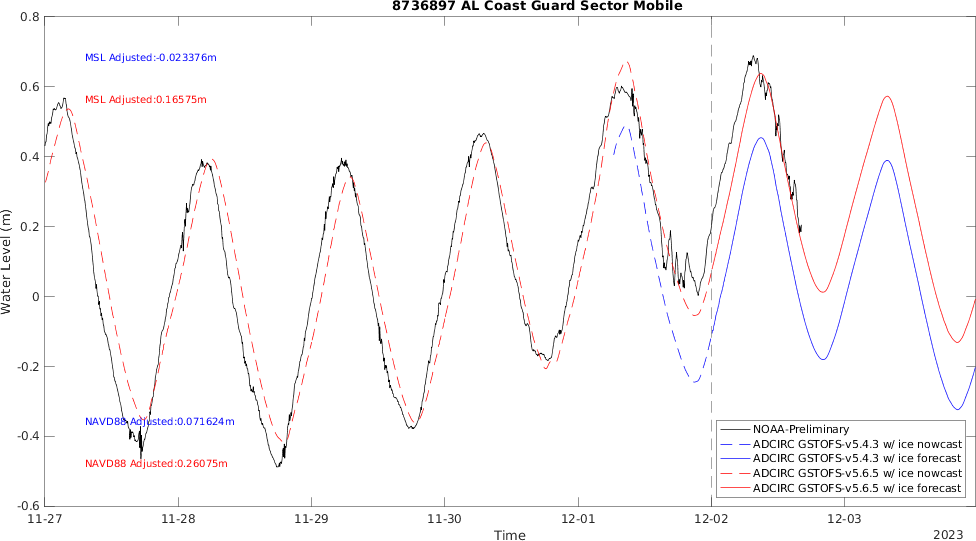 8736897 AL Coast Guard Sector Mobile
0.8
0.6
0.4
0.2
0
-0.2
-0.4
-0.6
Water Level (m)
MSL Adjusted:-0.023376m
MSL Adjusted:0.16575m
NAVD88 Adjusted:0.071624m
NAVD88 Adjusted:0.26075m
NOAA-Preliminary
ADCIRC GSTOFS-v5.4.3 w/ ice nowcast
ADCIRC GSTOFS-v5.4.3 w/ ice forecast
ADCIRC GSTOFS-v5.6.5 w/ ice nowcast
ADCIRC GSTOFS-v5.6.5 w/ ice forecast
11-27 11-28 11-29 11-30 12-01 12-02 12-03
Time
2023